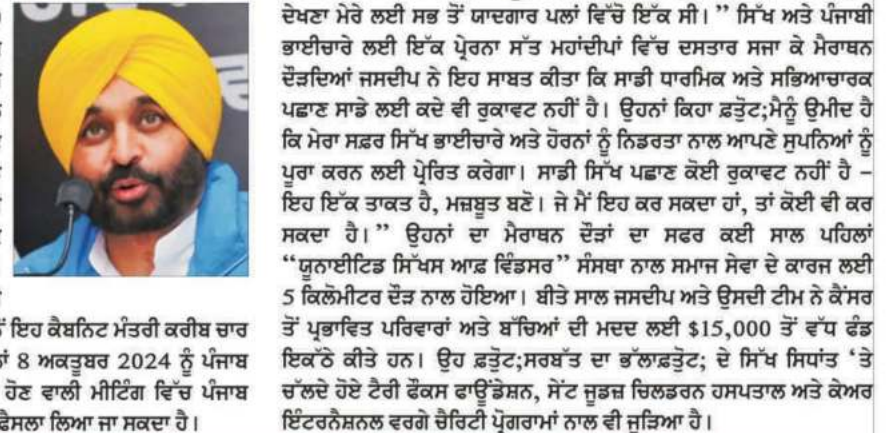 ਇਹ ਕੈਬਨਿਟ ਮੰਤਰੀ ਕਰੀਬ ਚਾਰ
8 ਅਕਤੂਬਰ 2024 ਨੂੰ ਪੰਜਾਬ
ਹੋਣ ਵਾਲੀ ਮੀਟਿੰਗ ਵਿੱਚ ਪੰਜਾਬ
ਫੈਸਲਾ ਲਿਆ ਜਾ ਸਕਦਾ ਹੈ।
ਦੇਖਣਾ ਮੇਰੇ ਲਈ ਸਭ ਤੋਂ ਯਾਦਗਾਰ ਪਲਾਂ ਵਿੱਚੋ ਇੱਕ ਸੀ।” ਸਿੱਖ ਅਤੇ ਪੰਜਾਬੀ
ਭਾਈਚਾਰੇ ਲਈ ਇੱਕ ਪ੍ਰੇਰਨਾ ਸੱਤ ਮਹਾਂਦੀਪਾਂ ਵਿੱਚ ਦਸਤਾਰ ਸਜਾ ਕੇ ਮੈਰਾਥਨ
ਦੌੜਦਿਆਂ ਜਸਦੀਪ ਨੇ ਇਹ ਸਾਬਤ ਕੀਤਾ ਕਿ ਸਾਡੀ ਧਾਰਮਿਕ ਅਤੇ ਸਭਿਆਚਾਰਕ
ਪਛਾਣ ਸਾਡੇ ਲਈ ਕਦੇ ਵੀ ਰੁਕਾਵਟ ਨਹੀਂ ਹੈ। ਉਹਨਾਂ ਕਿਹਾ ਫ਼ਤੁੋਟ;ਮੈਨੂੰ ਉਮੀਦ ਹੈ
ਕਿ ਮੇਰਾ ਸਫ਼ਰ ਸਿੱਖ ਭਾਈਚਾਰੇ ਅਤੇ ਹੋਰਨਾਂ ਨੂੰ ਨਿਡਰਤਾ ਨਾਲ ਆਪਣੇ ਸੁਪਨਿਆਂ ਨੂੰ
ਪੂਰਾ ਕਰਨ ਲਈ ਪ੍ਰੇਰਿਤ ਕਰੇਗਾ। ਸਾਡੀ ਸਿੱਖ ਪਛਾਣ ਕੋਈ ਰੁਕਾਵਟ ਨਹੀਂ ਹੈ –
ਇਹ ਇੱਕ ਤਾਕਤ ਹੈ, ਮਜ਼ਬੂਤ ਬਣੋ। ਜੇ ਮੈਂ ਇਹ ਕਰ ਸਕਦਾ ਹਾਂ, ਤਾਂ ਕੋਈ ਵੀ ਕਰ
ਸਕਦਾ ਹੈ।” ਉਹਨਾਂ ਦਾ ਮੈਰਾਥਨ ਦੌੜਾਂ ਦਾ ਸਫਰ ਕਈ ਸਾਲ ਪਹਿਲਾਂ
“ਯੂਨਾਈਟਿਡ ਸਿੱਖਸ ਆਫ਼ ਵਿੰਡਸਰ” ਸੰਸਥਾ ਨਾਲ ਸਮਾਜ ਸੇਵਾ ਦੇ ਕਾਰਜ ਲਈ
5 ਕਿਲੋਮੀਟਰ ਦੌੜ ਨਾਲ ਹੋਇਆ। ਬੀਤੇ ਸਾਲ ਜਸਦੀਪ ਅਤੇ ਉਸਦੀ ਟੀਮ ਨੇ ਕੈਂਸਰ
ਤੋਂ ਪ੍ਰਭਾਵਿਤ ਪਰਿਵਾਰਾਂ ਅਤੇ ਬੱਚਿਆਂ ਦੀ ਮਦਦ ਲਈ $15,000 ਤੋਂ ਵੱਧ ਫੰਡ
ਇਕੱਠੇ ਕੀਤੇ ਹਨ। ਉਹ ਫ਼ਤੁੋਟ;ਸਰਬੱਤ ਦਾ ਭੱਲਾਫ਼ਤੁੋਟ; ਦੇ ਸਿੱਖ ਸਿਧਾਂਤ ‘ਤੇ
ਚੱਲਦੇ ਹੋਏ ਟੈਰੀ ਫੌਕਸ ਫਾਊਂਡੇਸ਼ਨ, ਸੇਂਟ ਜੂਡਜ਼ ਚਿਲਡਰਨ ਹਸਪਤਾਲ ਅਤੇ ਕੇਅਰ
ਇੰਟਰਨੈਸ਼ਨਲ ਵਰਗੇ ਚੈਰਿਟੀ ਪ੍ਰੋਗਰਾਮਾਂ ਨਾਲ ਵੀ ਜੁੜਿਆ ਹੈ।